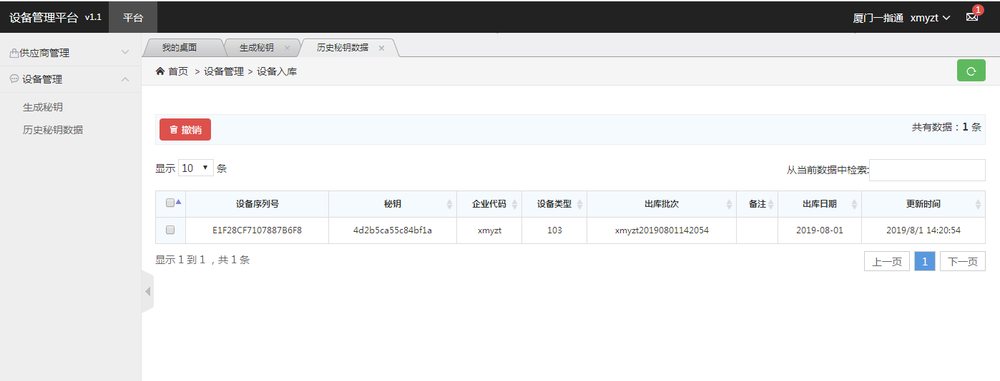 设备管理平台 v1.1 平台 厦门一指通 xmyzt 1
供应商管理
设备管理
生成秘钥
历史秘钥数据
我的桌面 生成秘钥 × 历史秘钥数据 ×
首页 > 设备管理 > 设备入库
撤销 共有数据：1 条
显示 10 条 从当前数据中检索:
设备序列号 秘钥 企业代码 设备类型 出库批次 备注 出库日期 更新时间
E1F28CF7107887B6F8 4d2b5ca55c84bf1a xmyzt 103 xmyzt20190801142054 2019-08-01 2019/8/1 14:20:54
显示 1 到 1 ，共 1 条 上一页 1 下一页